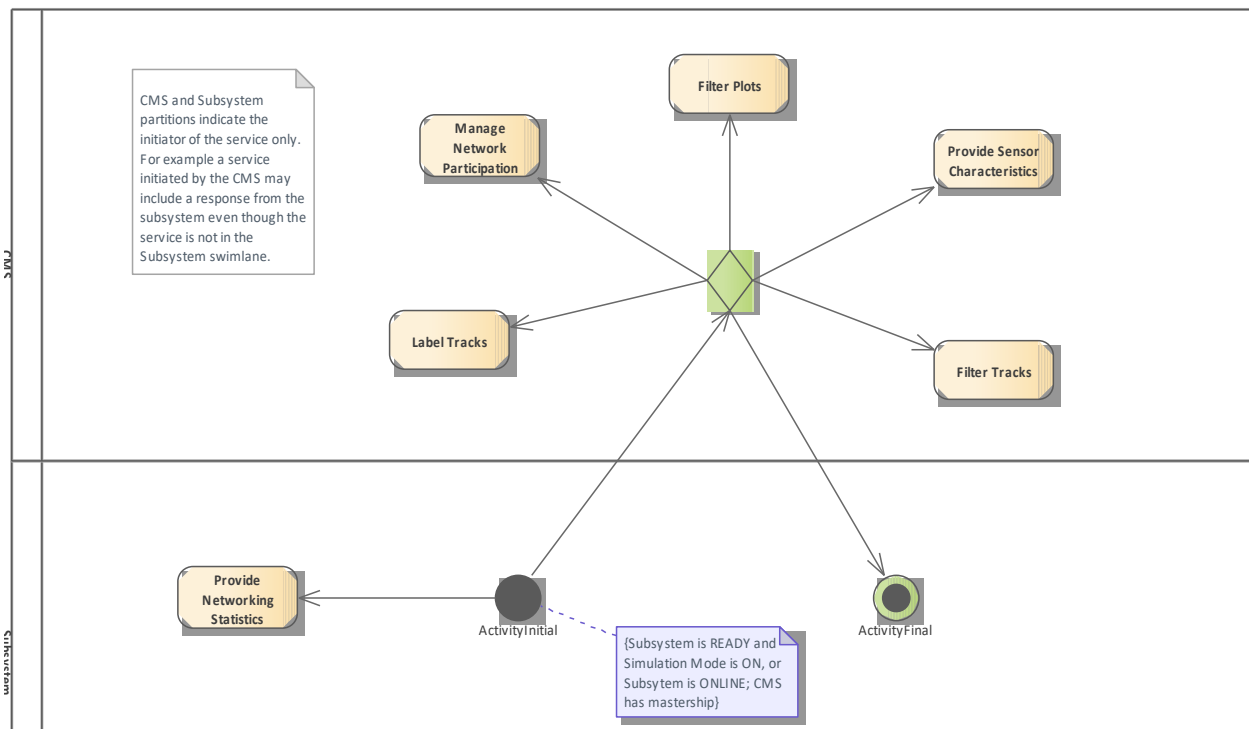 Filter Plots
CMS and Subsystem
partitions indicate the
initiator of the service only.
For example a service
initiated by the CMS may
include a response from the
subsystem even though the
service is not in the
Subsystem swimlane.
Manage
Network
Participation
Provide Sensor
Characteristics
CMS
Label Tracks
Filter Tracks
Provide
Networking
Statistics
ActivityInitial
ActivityFinal
{Subsystem is READY and
Simulation Mode is ON, or
Subsytem is ONLINE; CMS
has mastership}
Subsystem